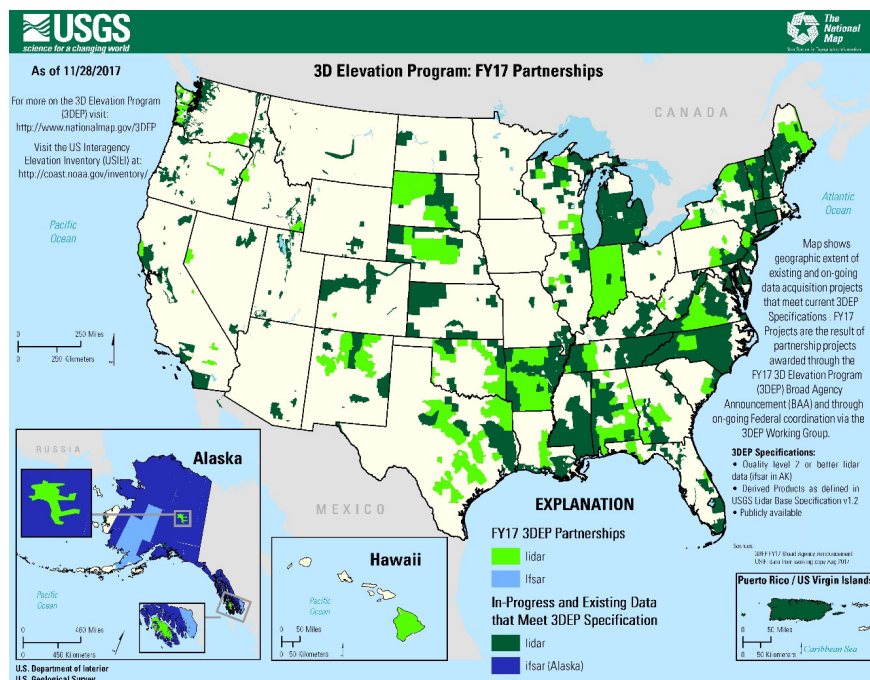 USGS
science for a changing world
The
National
Map
As of 11/28/2017
3D Elevation Program: FY17 Partnerships
For more on the 3D Elevation Program
(3DEP) visit:
http://www.nationalmap.gov/3DEP
Visit the US Interagency
Elevation Inventory (USIEI) at:
http://coast.noaa.gov/inventory/
CANADA
Pacific
Ocean
Atlantic
Ocean
0 250 Miles
0 250 Kilometers
Map shows
geographic extent of
existing and on-going
data acquisition projects
that meet current 3DEP
Specifications . FY17
Projects are the result of
partnership projects
awarded through the
FY17 3D Elevation Program
(3DEP) Broad Agency
Announcement (BAA) and through
on-going Federal coordination via the
3DEP Working Group.
3DEP Specifications:
• Quality level 2 or better lidar
data (ifsar in AK)
• Derived Products as defined in
USGS Lidar Base Specification v1.2
• Publicly available
Sources:
3DEP FY17 Broad Agency Announcement
RUSSIA
Alaska
Pacific
Ocean
0 460 Miles
0 450 Kilometers
MEXICO
Hawaii
Pacific
Ocean
0 50 Miles
0 50 Kilometers
EXPLANATION
FY17 3DEP Partnerships
lidar
Ifsar
In-Progress and Existing Data
that Meet 3DEP Specification
lidar
ifsar (Alaska)
Puerto Rico / US Virgin Islands
0 50 Miles
0 50 Kilometers
Caribbean Sea
U.S. Department of Interior
U.S. Geological Survey